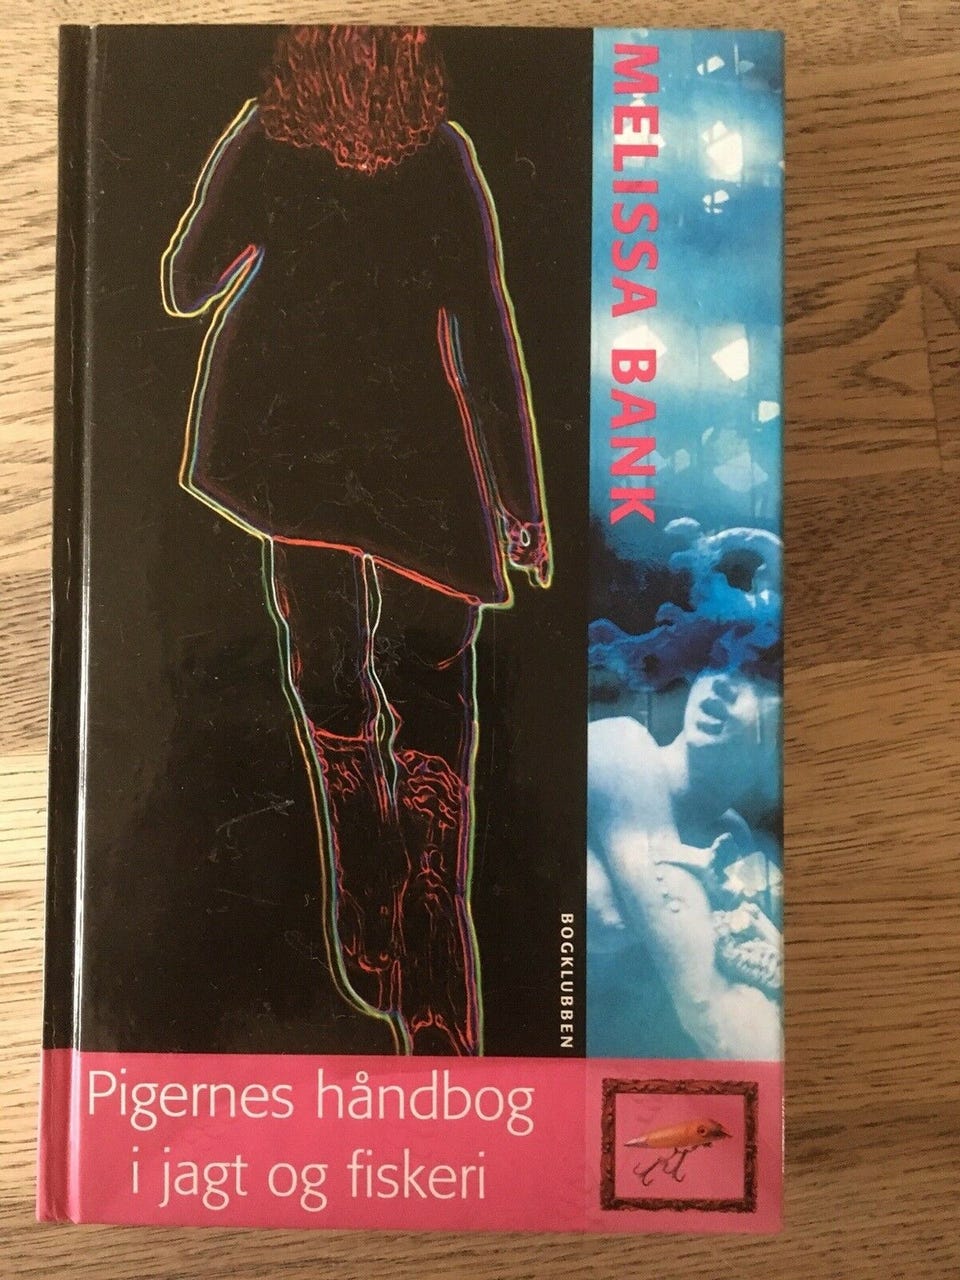 MELISSA BANK
BOGKLUBBEN
Pigernes håndbog
i jagt og fiskeri